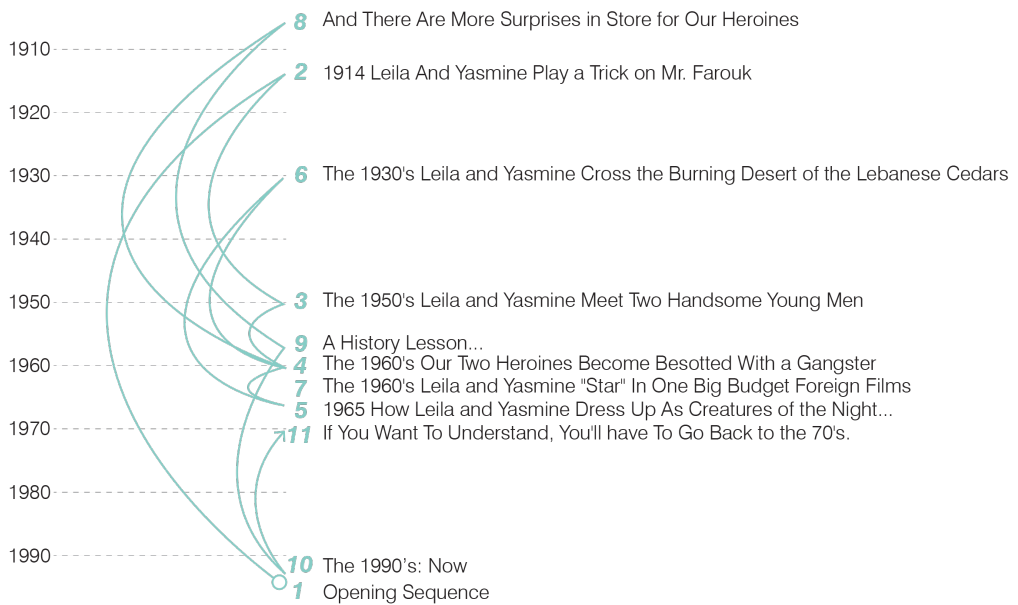 8 And There Are More Surprises in Store for Our Heroines
1910
2 1914 Leila And Yasmine Play a Trick on Mr. Farouk
1920
1930
6 The 1930's Leila and Yasmine Cross the Burning Desert of the Lebanese Cedars
1940
1950
3 The 1950's Leila and Yasmine Meet Two Handsome Young Men
9 A History Lesson...
1960
4 The 1960's Our Two Heroines Become Besotted With a Gangster
7 The 1960's Leila and Yasmine "Star" In One Big Budget Foreign Films
5 1965 How Leila and Yasmine Dress Up As Creatures of the Night...
1970
11 If You Want To Understand, You'll have To Go Back to the 70's.
1980
1990
10 The 1990's: Now
1 Opening Sequence